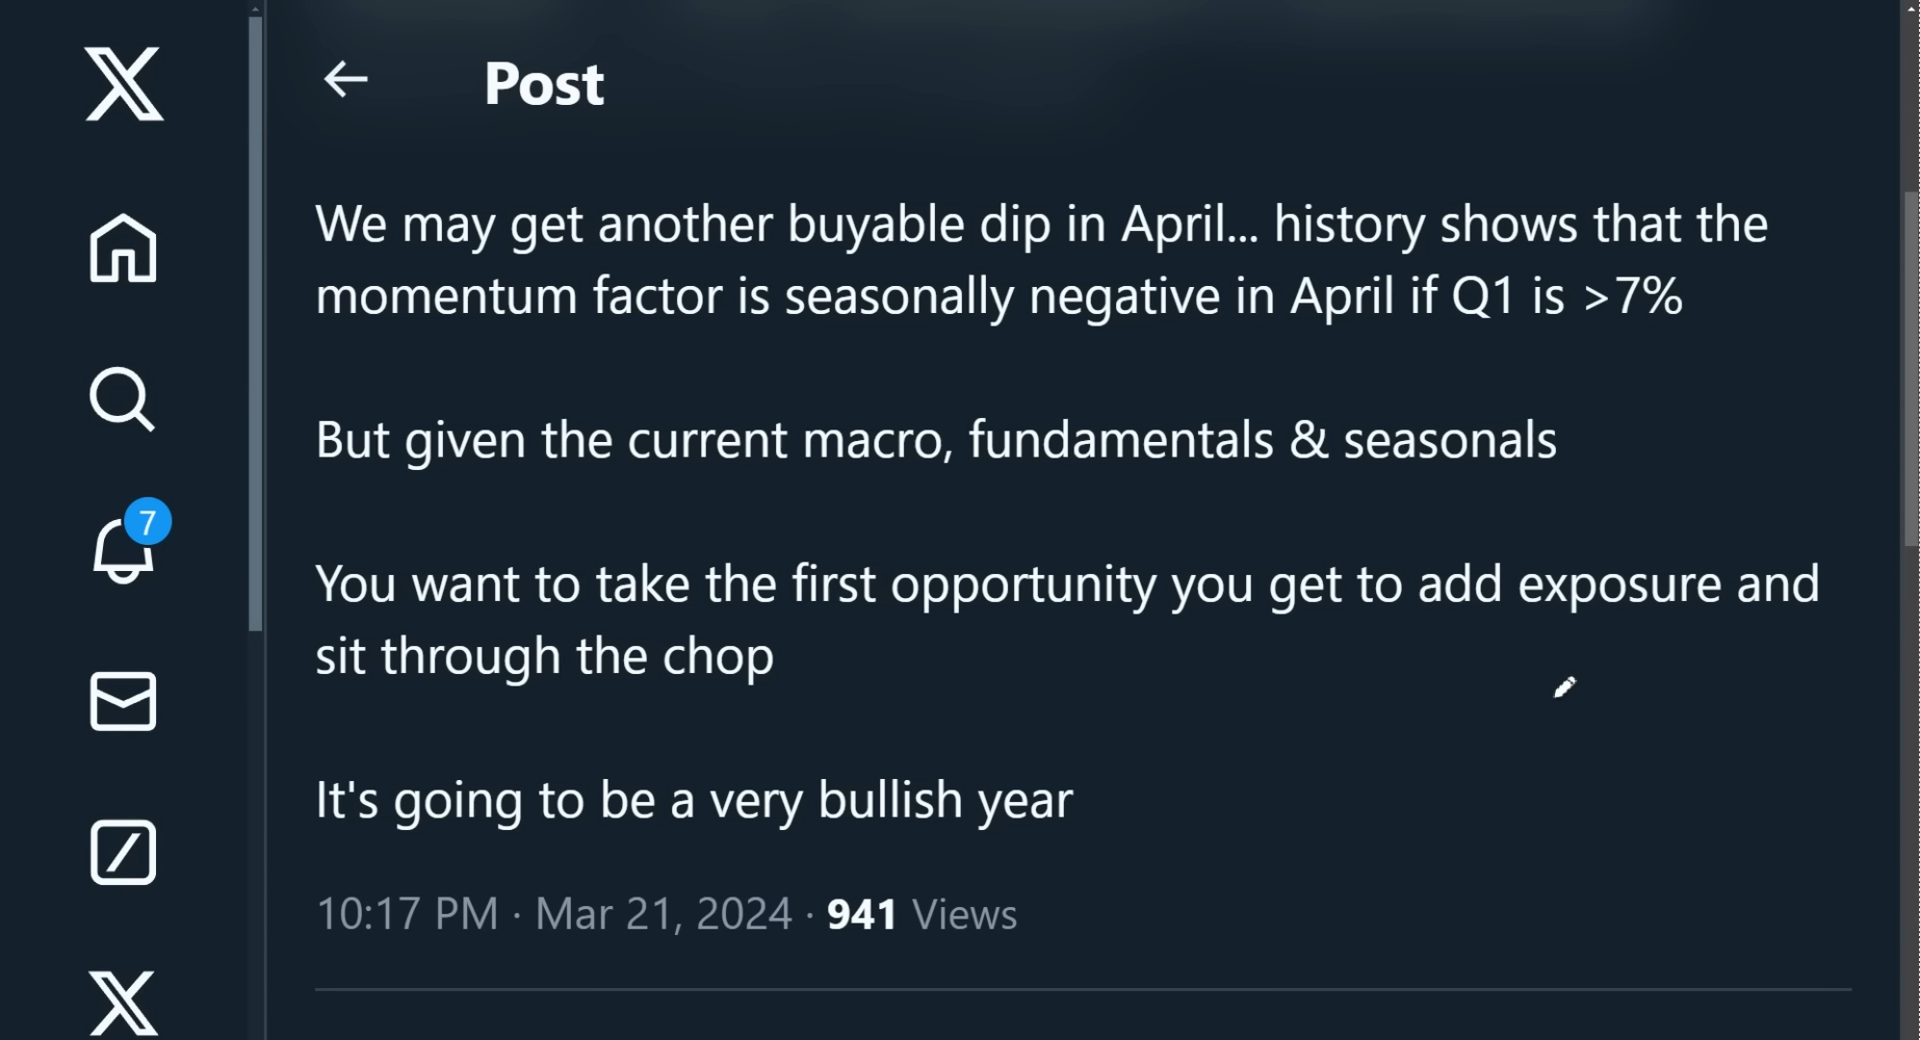 Post
We may get another buyable dip in April... history shows that the
momentum factor is seasonally negative in April if Q1 is >7%
But given the current macro, fundamentals & seasonals
You want to take the first opportunity you get to add exposure and
sit through the chop
It's going to be a very bullish year
10:17 PM · Mar 21, 2024 · 941 Views
7